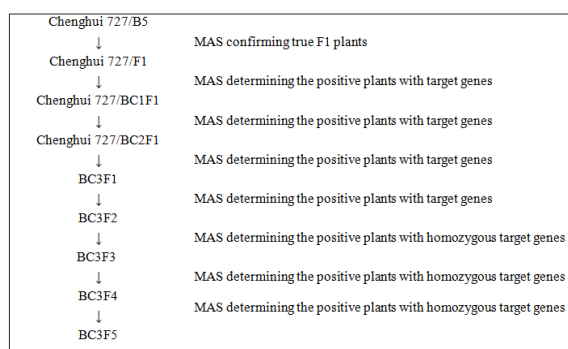 Chenghui 727/B5
↓ MAS confirming true F1 plants
Chenghui 727/F1
↓ MAS determining the positive plants with target genes
Chenghui 727/BC1F1
↓ MAS determining the positive plants with target genes
Chenghui 727/BC2F1
↓ MAS determining the positive plants with target genes
BC3F1
↓ MAS determining the positive plants with target genes
BC3F2
↓ MAS determining the positive plants with homozygous target genes
BC3F3
↓ MAS determining the positive plants with homozygous target genes
BC3F4
↓ MAS determining the positive plants with homozygous target genes
BC3F5